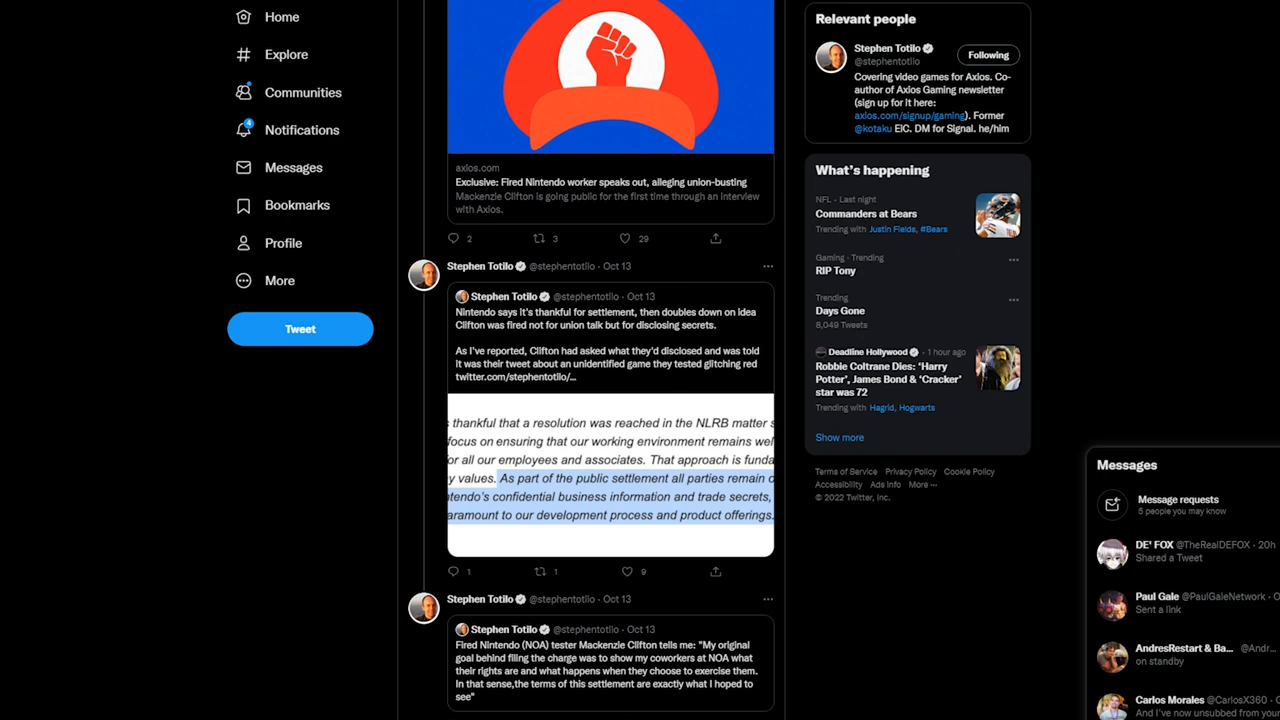 Home
Explore
Communities
4
Notifications
Messages
Bookmarks
Profile
More
Tweet
axios.com
Exclusive: Fired Nintendo worker speaks out, alleging union-busting
Mackenzie Clifton is going public for the first time through an interview
with Axios.
2
3
29
Stephen Totilo @stephentotilo · Oct 13
Stephen Totilo @stephentotilo · Oct 13
Nintendo says it's thankful for settlement, then doubles down on idea
Clifton was fired not for union talk but for disclosing secrets.
As I've reported, Clifton had asked what they'd disclosed and was told
it was their tweet about an unidentified game they tested glitching red
twitter.com/stephentotilo/...
s thankful that a resolution was reached in the NLRB matter s
focus on ensuring that our working environment remains wel
for all our employees and associates. That approach is funda
y values. As part of the public settlement all parties remain o
ntendo's confidential business information and trade secrets,
aramount to our development process and product offerings.
1
1
9
Stephen Totilo @stephentotilo · Oct 13
Stephen Totilo @stephentotilo · Oct 13
Fired Nintendo (NOA) tester Mackenzie Clifton tells me: "My original
goal behind filing the charge was to show my coworkers at NOA what
their rights are and what happens when they choose to exercise them.
In that sense,the terms of this settlement are exactly what I hoped to
see"
Relevant people
Stephen Totilo
@stephentotilo
Following
Covering video games for Axios. Co-
author of Axios Gaming newsletter
(sign up for it here:
axios.com/signup/gaming). Former
@kotaku EIC. DM for Signal. he/him
What's happening
NFL · Last night
Commanders at Bears
Trending with Justin Fields, #Bears
Gaming · Trending
RIP Tony
Trending
Days Gone
8,049 Tweets
Deadline Hollywood · 1 hour ago
Robbie Coltrane Dies: 'Harry
Potter', James Bond & 'Cracker'
star was 72
Trending with Hagrid, Hogwarts
Show more
Terms of Service Privacy Policy Cookie Policy
Accessibility Ads Info More ···
© 2022 Twitter, Inc.
Messages
Message requests
5 people you may know
DE' FOX @TheRealDEFOX · 20h
Shared a Tweet
Paul Gale @PaulGaleNetwork · O
Sent a link
AndresRestart & Ba... @Andr...
on standby
Carlos Morales @CarlosX360 · O
And I've now unsubbed from your